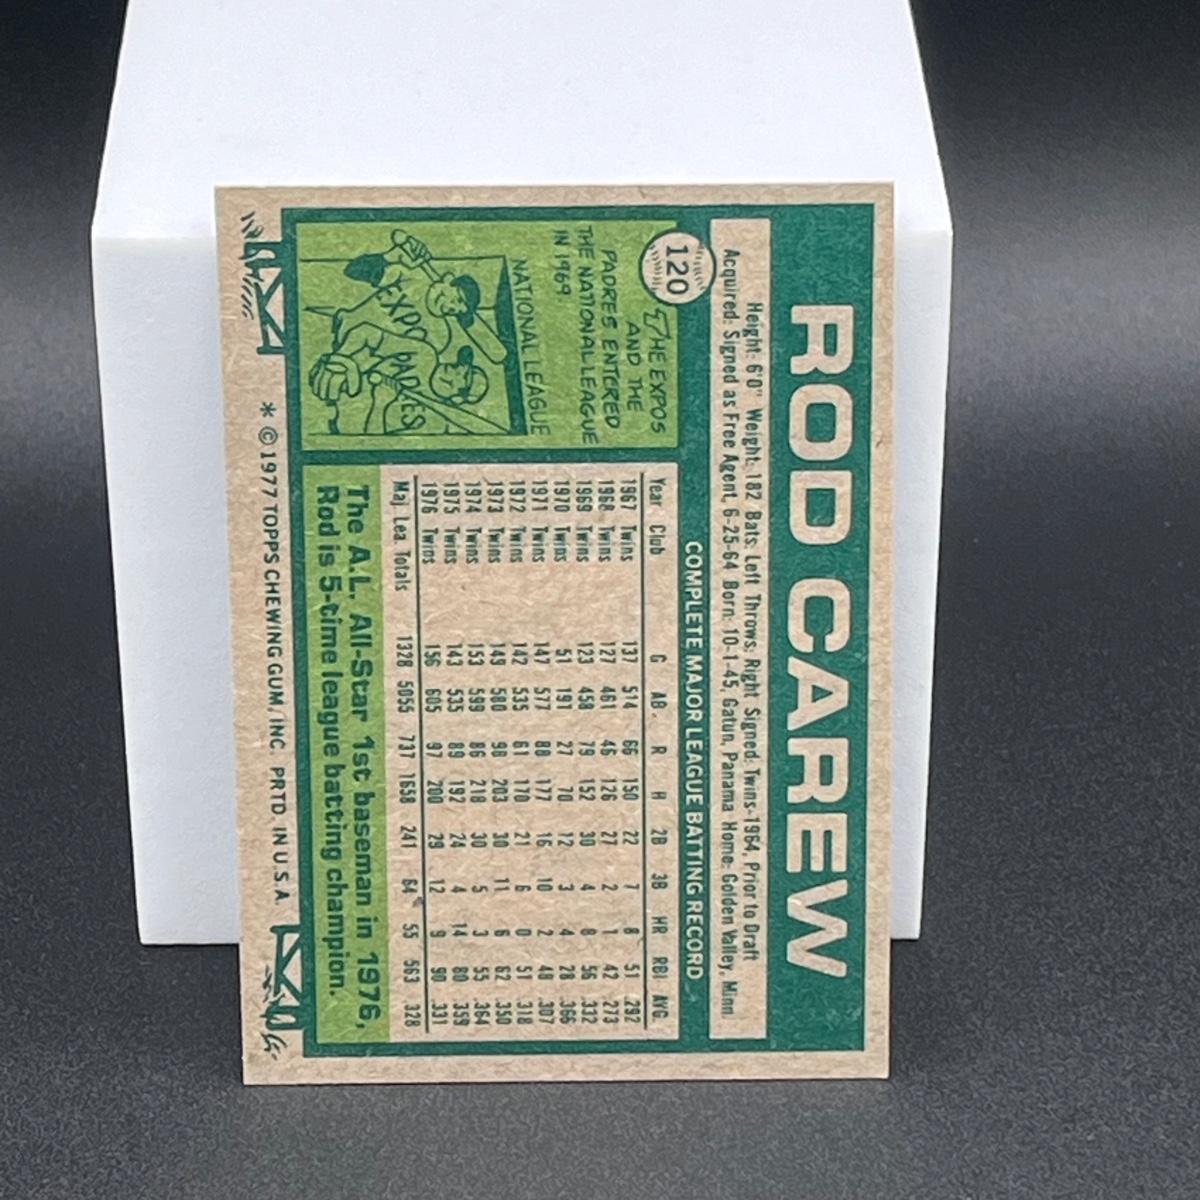 ROD CAREW
Height: 6'0" Weight: 182 Bats: Left Throws: Right Signed: Twins-1964, Prior to Draft
Acquired: Signed as Free Agent, 6-25-64 Born: 10-1-45, Gatun, Panama Home: Golden Valley, Minn.
120
COMPLETE MAJOR LEAGUE BATTING RECORD
THE EXPOS
AND THE
PADRES ENTERED
THE NATIONAL LEAGUE
IN 1969
NATIONAL LEAGUE
EXPO
PADRES
Year Club G AB. R H 2B 3B HR RBI AVG.
1967 Twins 137 514 66 150 22 7 8 51 .292
1968 Twins 127 461 46 126 27 2 1 42 .273
1969 Twins 123 458 79 152 30 4 8 56 .332
1970 Twins 51 191 27 70 12 3 4 28 .366
1971 Twins 147 577 88 177 16 10 2 48 .307
1972 Twins 142 535 61 170 21 6 0 51 .318
1973 Twins 149 580 98 203 30 11 6 62 .350
1974 Twins 153 599 86 218 30 5 3 55 .364
1975 Twins 143 535 89 192 24 4 14 80 .359
1976 Twins 156 605 97 200 29 12 9 90 .331
Maj. Lea. Totals 1328 5055 737 1658 241 64 55 563 .328
The A.L. All-Star 1st baseman in 1976,
Rod is 5-time league batting champion.
* © 1977 TOPPS CHEWING GUM, INC. PRTD. IN U.S.A.